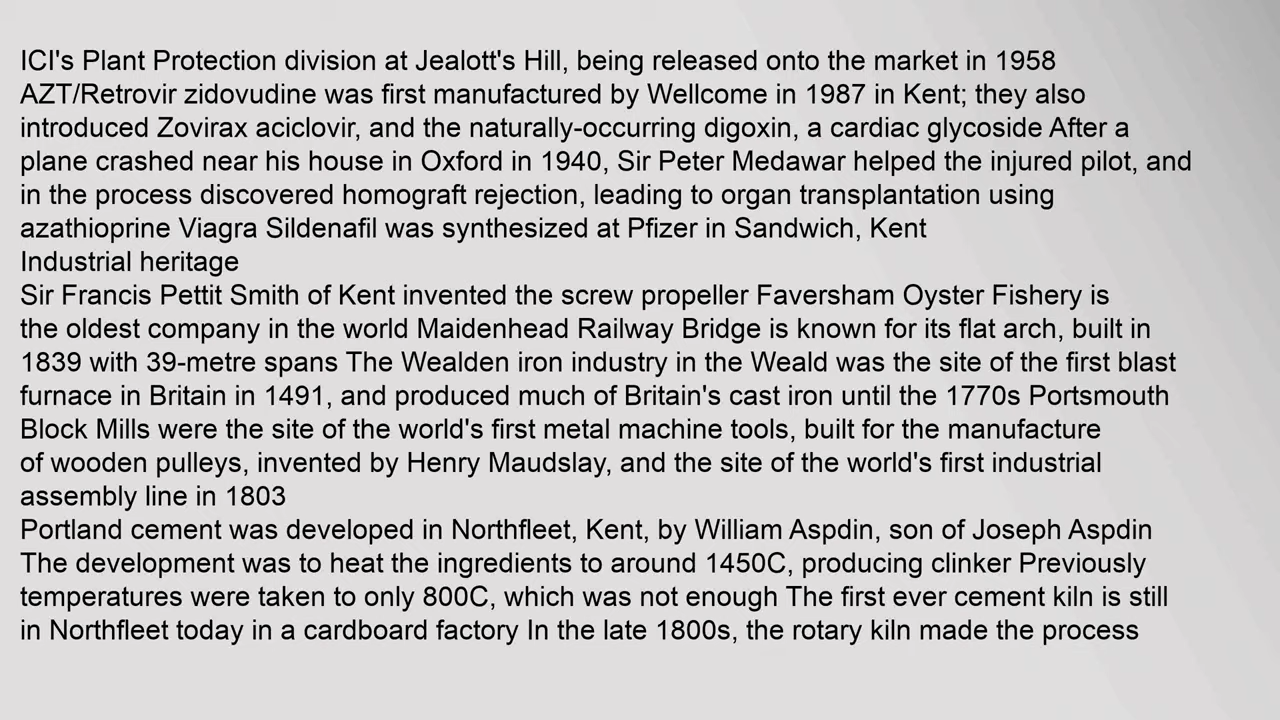 ICI's Plant Protection division at Jealott's Hill, being released onto the market in 1958
AZT/Retrovir zidovudine was first manufactured by Wellcome in 1987 in Kent; they also
introduced Zovirax aciclovir, and the naturally-occurring digoxin, a cardiac glycoside After a
plane crashed near his house in Oxford in 1940, Sir Peter Medawar helped the injured pilot, and
in the process discovered homograft rejection, leading to organ transplantation using
azathioprine Viagra Sildenafil was synthesized at Pfizer in Sandwich, Kent
Industrial heritage
Sir Francis Pettit Smith of Kent invented the screw propeller Faversham Oyster Fishery is
the oldest company in the world Maidenhead Railway Bridge is known for its flat arch, built in
1839 with 39-metre spans The Wealden iron industry in the Weald was the site of the first blast
furnace in Britain in 1491, and produced much of Britain's cast iron until the 1770s Portsmouth
Block Mills were the site of the world's first metal machine tools, built for the manufacture
of wooden pulleys, invented by Henry Maudslay, and the site of the world's first industrial
assembly line in 1803
Portland cement was developed in Northfleet, Kent, by William Aspdin, son of Joseph Aspdin
The development was to heat the ingredients to around 1450C, producing clinker Previously
temperatures were taken to only 800C, which was not enough The first ever cement kiln is still
in Northfleet today in a cardboard factory In the late 1800s, the rotary kiln made the process